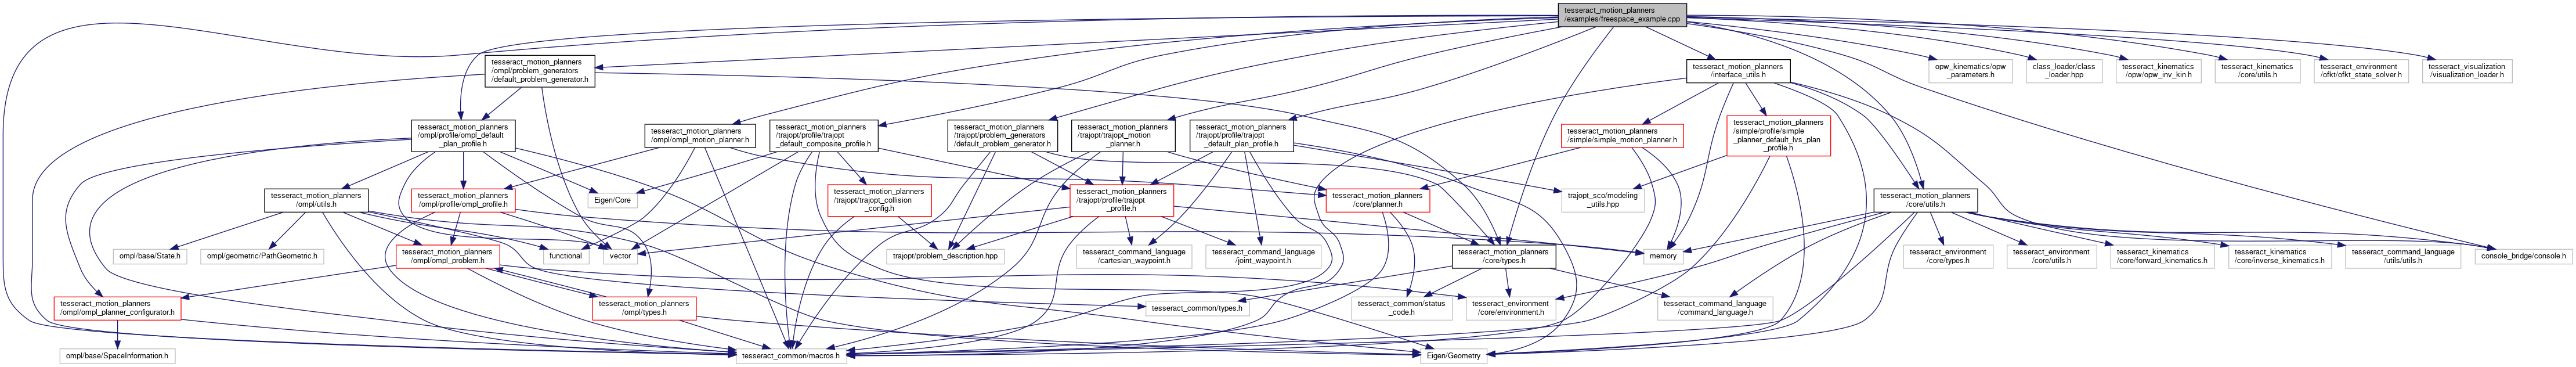 tesseract_motion_planners
/examples/freespace_example.cpp
tesseract_motion_planners
/ompl/problem_generators
/default_problem_generator.h
tesseract_motion_planners
/interface_utils.h
opw_kinematics/opw
_parameters.h
class_loader/class
_loader.hpp
tesseract_kinematics
/opw/opw_inv_kin.h
tesseract_kinematics
/core/utils.h
tesseract_environment
/ofkt/ofkt_state_solver.h
tesseract_visualization
/visualization_loader.h
tesseract_motion_planners
/ompl/profile/ompl_default
_plan_profile.h
tesseract_motion_planners
/ompl/ompl_motion_planner.h
tesseract_motion_planners
/trajopt/profile/trajopt
_default_composite_profile.h
tesseract_motion_planners
/trajopt/problem_generators
/default_problem_generator.h
tesseract_motion_planners
/trajopt/trajopt_motion
_planner.h
tesseract_motion_planners
/trajopt/profile/trajopt
_default_plan_profile.h
tesseract_motion_planners
/simple/simple_motion_planner.h
tesseract_motion_planners
/simple/profile/simple
_planner_default_lvs_plan
_profile.h
tesseract_motion_planners
/ompl/utils.h
tesseract_motion_planners
/ompl/profile/ompl_profile.h
Eigen/Core
tesseract_motion_planners
/trajopt/trajopt_collision
_config.h
tesseract_motion_planners
/trajopt/profile/trajopt
_profile.h
tesseract_motion_planners
/core/planner.h
trajopt_sco/modeling
_utils.hpp
tesseract_motion_planners
/core/utils.h
ompl/base/State.h
ompl/geometric/PathGeometric.h
tesseract_motion_planners
/ompl/ompl_problem.h
functional
vector
trajopt/problem_description.hpp
tesseract_command_language
/cartesian_waypoint.h
tesseract_command_language
/joint_waypoint.h
tesseract_motion_planners
/core/types.h
memory
tesseract_environment
/core/types.h
tesseract_environment
/core/utils.h
tesseract_kinematics
/core/forward_kinematics.h
tesseract_kinematics
/core/inverse_kinematics.h
tesseract_command_language
/utils/utils.h
console_bridge/console.h
tesseract_motion_planners
/ompl/ompl_planner_configurator.h
tesseract_motion_planners
/ompl/types.h
tesseract_common/types.h
tesseract_common/status
_code.h
tesseract_environment
/core/environment.h
tesseract_command_language
/command_language.h
ompl/base/SpaceInformation.h
tesseract_common/macros.h
Eigen/Geometry